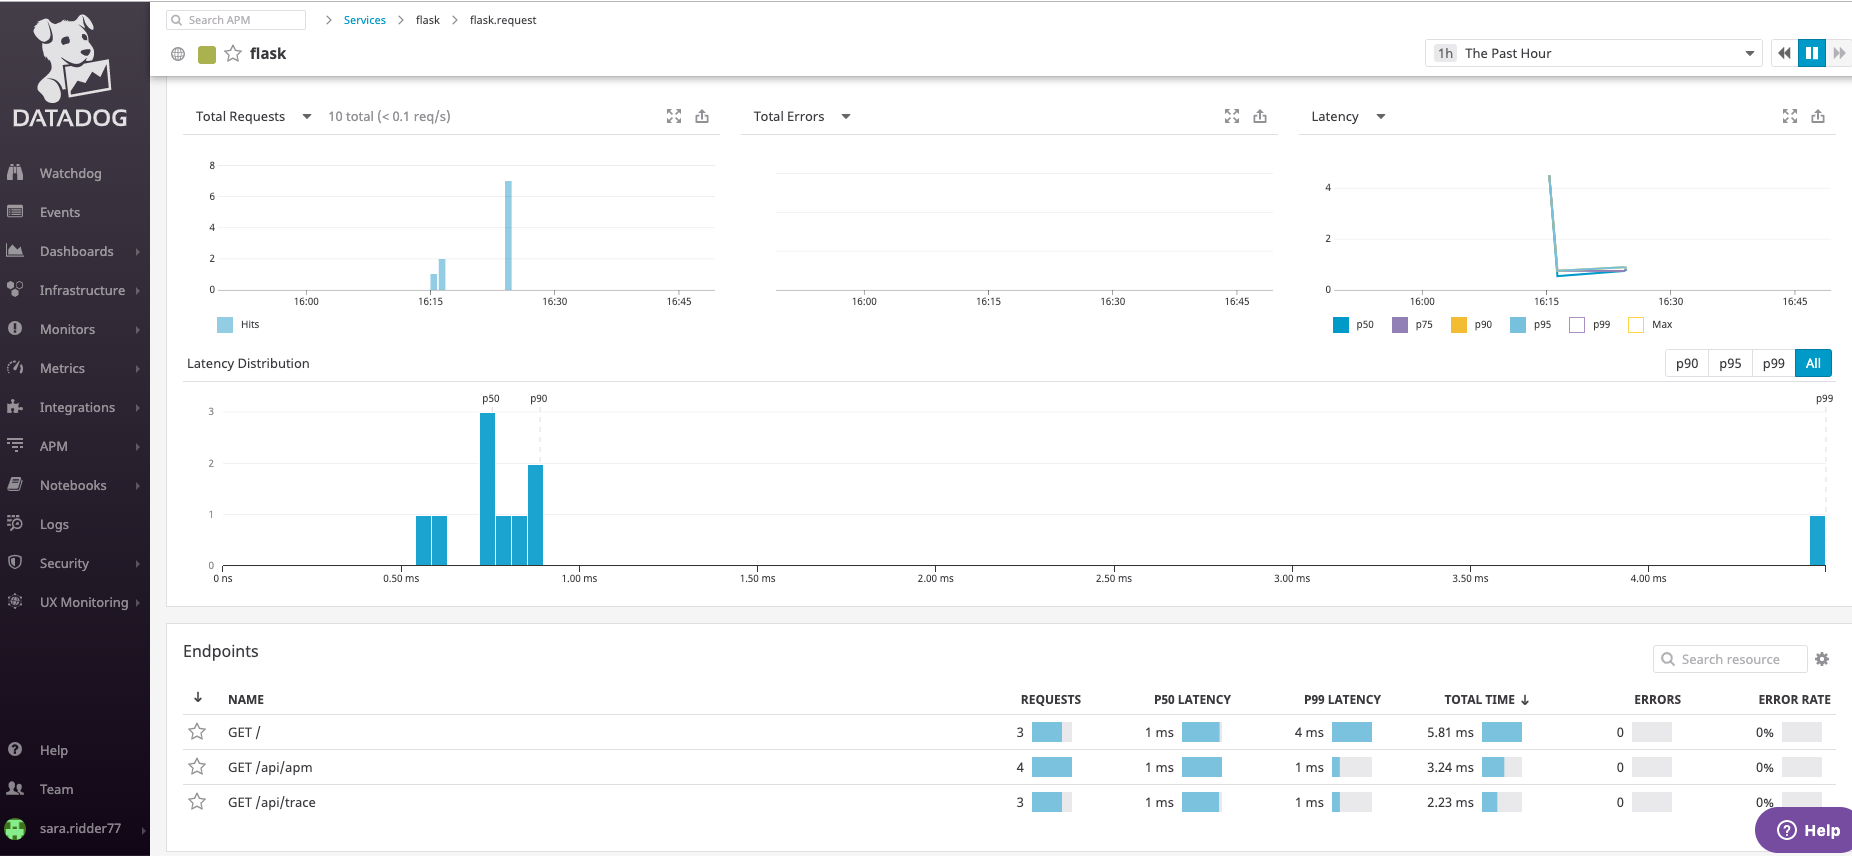 DATADOG
Watchdog
Events
Dashboards
Infrastructure
Monitors
Metrics
Integrations
APM
Notebooks
Logs
Security
UX Monitoring
Help
Team
sara.ridder77
Search APM
Services
flask
flask.request
flask
1h The Past Hour
Total Requests 10 total (< 0.1 req/s)
8
6
4
2
0
16:00 16:15 16:30 16:45
Hits
Total Errors
16:00 16:15 16:30 16:45
Latency
4
2
0
16:00 16:15 16:30 16:45
p50 p75 p90 p95 p99 Max
Latency Distribution
p90 p95 p99 All
p50 p90 p99
3
2
1
0
0 ns 0.50 ms 1.00 ms 1.50 ms 2.00 ms 2.50 ms 3.00 ms 3.50 ms 4.00 ms
Endpoints
Search resource
NAME REQUESTS P50 LATENCY P99 LATENCY TOTAL TIME ERRORS ERROR RATE
GET / 3 1 ms 4 ms 5.81 ms 0 0%
GET /api/apm 4 1 ms 1 ms 3.24 ms 0 0%
GET /api/trace 3 1 ms 1 ms 2.23 ms 0 0%
Help